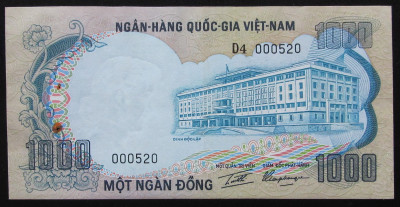 NGÂN-HÀNG QUỐC-GIA VIỆT-NAM
1000
D4 000520
1000
000520
1000
MỘT NGÀN ĐỒNG